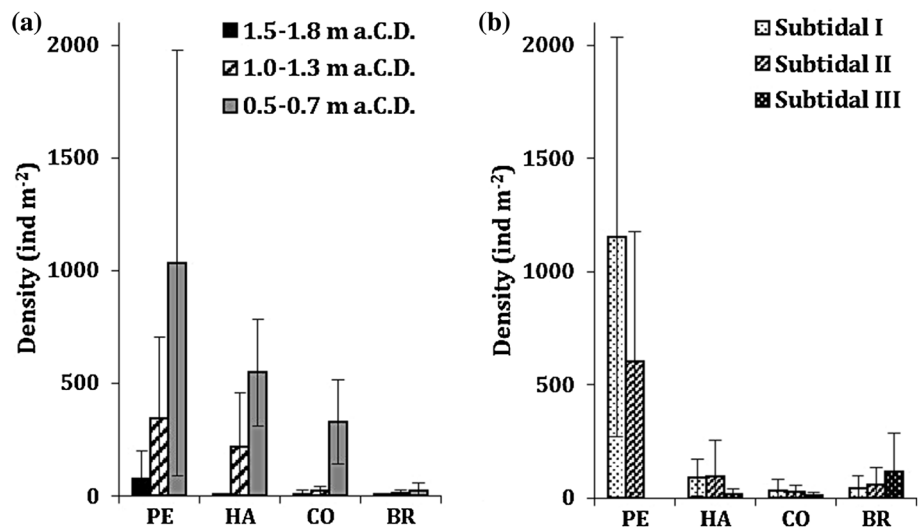 (a)
Density (ind m-2)
2000
1500
1000
500
0
1.5-1.8 m a.C.D.
1.0-1.3 m a.C.D.
0.5-0.7 m a.C.D.
PE HA CO BR
(b)
Density (ind m-2)
2000
1500
1000
500
0
Subtidal I
Subtidal II
Subtidal III
PE HA CO BR